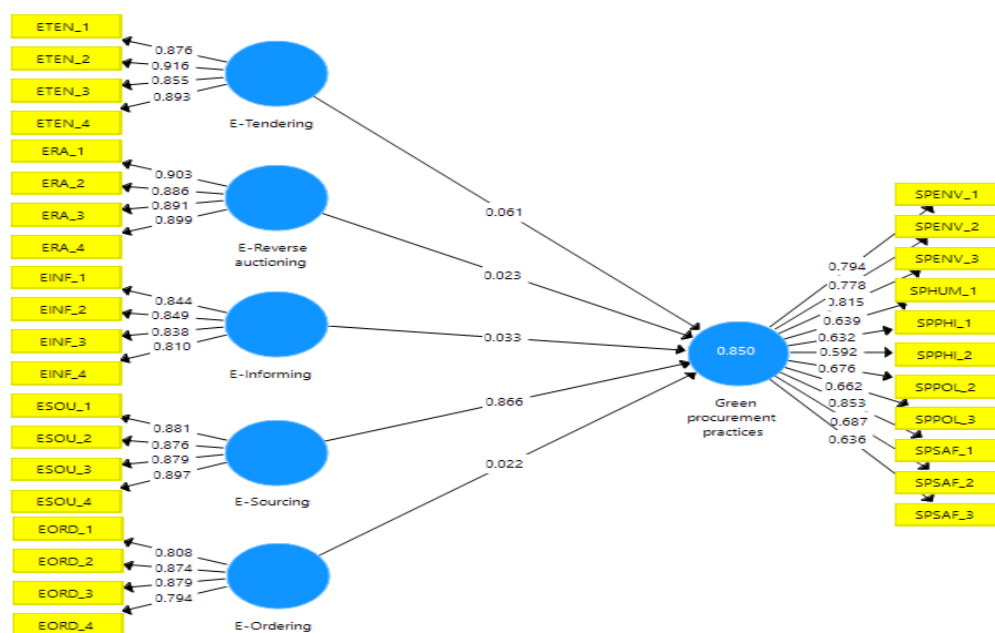 ETEN_1
ETEN_2
ETEN_3
ETEN_4
0.876
0.916
0.855
0.893
E-Tendering
ERA_1
ERA_2
ERA_3
ERA_4
0.903
0.886
0.891
0.899
E-Reverse
auctioning
EINF_1
EINF_2
EINF_3
EINF_4
0.844
0.849
0.838
0.810
E-Informing
ESOU_1
ESOU_2
ESOU_3
ESOU_4
0.881
0.876
0.879
0.897
E-Sourcing
EORD_1
EORD_2
EORD_3
EORD_4
0.808
0.874
0.879
0.794
E-Ordering
0.061
0.023
0.033
0.866
0.022
0.850
Green
procurement
practices
0.794
0.778
0.815
0.639
0.632
0.592
0.676
0.662
0.853
0.687
0.636
SPENV_1
SPENV_2
SPENV_3
SPHUM_1
SPPHI_1
SPPHI_2
SPPOL_2
SPPOL_3
SPSAF_1
SPSAF_2
SPSAF_3